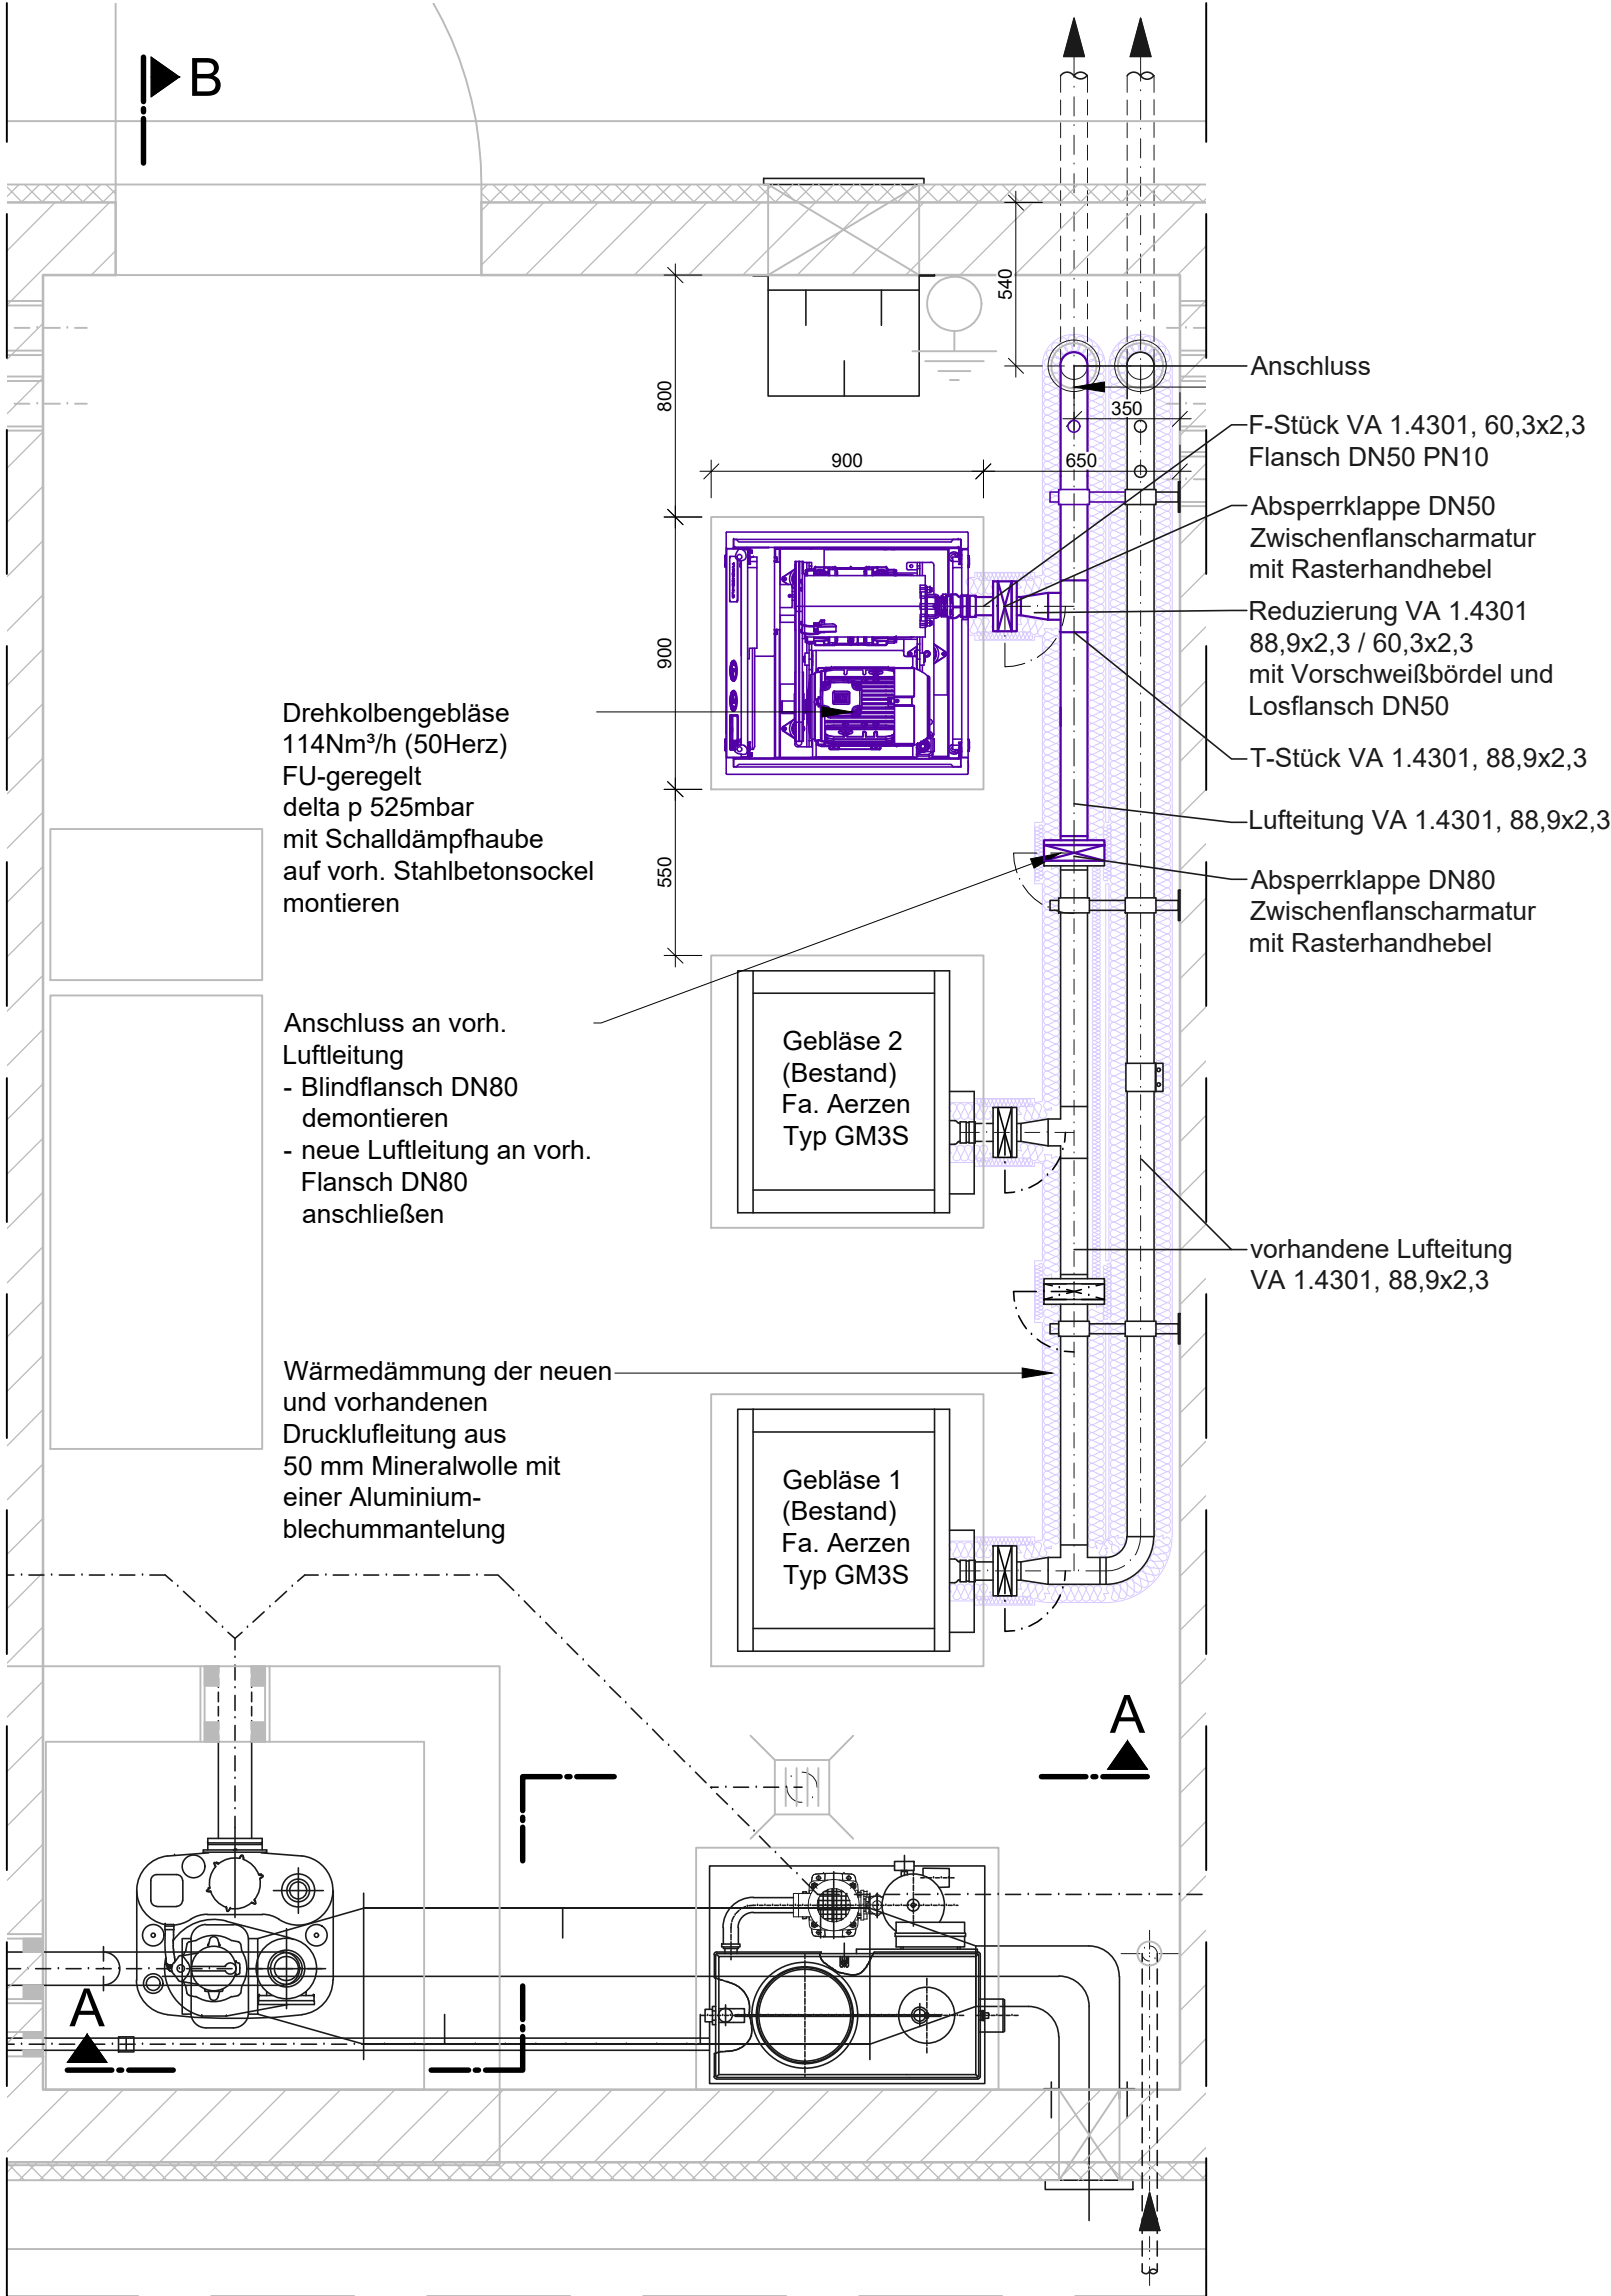 B
540
800
Anschluss
350
F-Stück VA 1.4301, 60,3x2,3
Flansch DN50 PN10
900
650
Absperrklappe DN50
Zwischenflanscharmatur
mit Rasterhandhebel
Reduzierung VA 1.4301
88,9x2,3 / 60,3x2,3
mit Vorschweißbördel und
Losflansch DN50
900
Drehkolbengebläse
114Nm³/h (50Herz)
FU-geregelt
delta p 525mbar
mit Schalldämpfhaube
auf vorh. Stahlbetonsockel
montieren
T-Stück VA 1.4301, 88,9x2,3
Lufteitung VA 1.4301, 88,9x2,3
550
Absperrklappe DN80
Zwischenflanscharmatur
mit Rasterhandhebel
Anschluss an vorh.
Luftleitung
- Blindflansch DN80
demontieren
- neue Luftleitung an vorh.
Flansch DN80
anschließen
Gebläse 2
(Bestand)
Fa. Aerzen
Typ GM3S
vorhandene Lufteitung
VA 1.4301, 88,9x2,3
Wärmedämmung der neuen
und vorhandenen
Drucklufleitung aus
50 mm Mineralwolle mit
einer Aluminium-
blechummantelung
Gebläse 1
(Bestand)
Fa. Aerzen
Typ GM3S
A
A